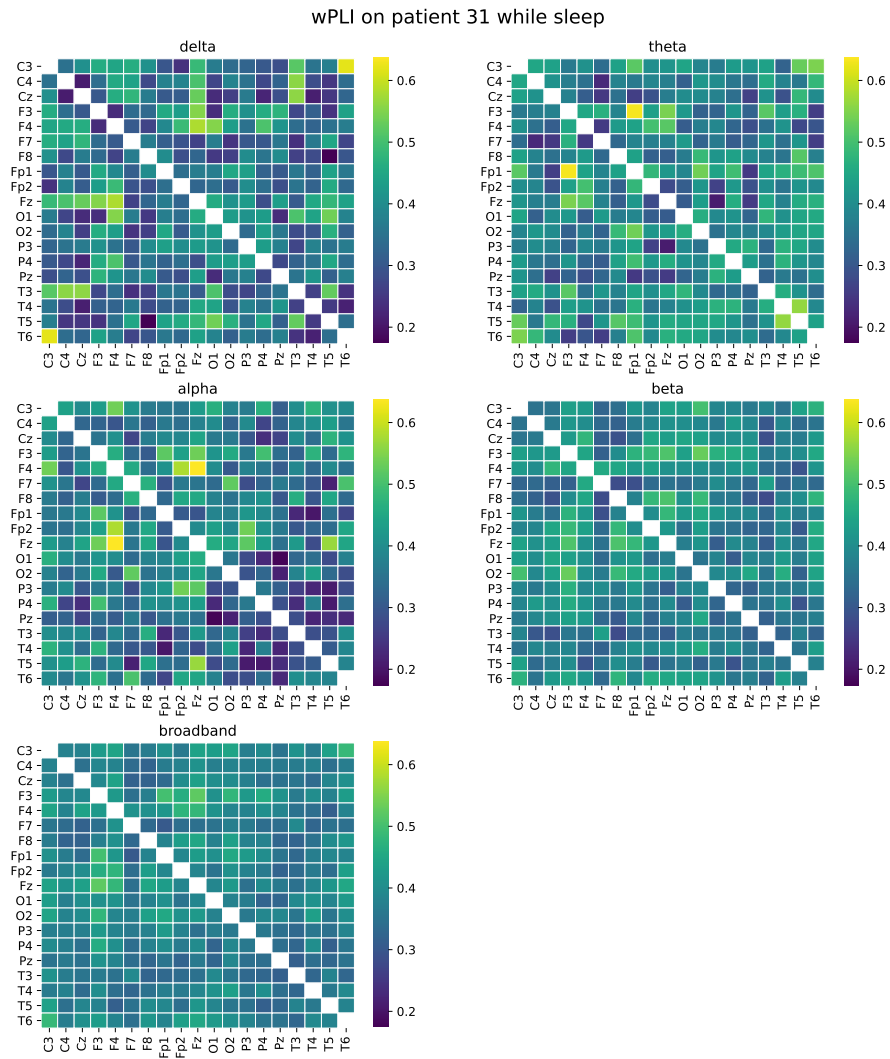 wPLI on patient 31 while sleep
delta
C3
C4
Cz
F3
F4
F7
F8
Fp1
Fp2
Fz
O1
O2
P3
P4
Pz
T3
T4
T5
T6
C3 C4 Cz F3 F4 F7 F8 Fp1 Fp2 Fz O1 O2 P3 P4 Pz T3 T4 T5 T6
0.6
0.5
0.4
0.3
0.2
theta
C3
C4
Cz
F3
F4
F7
F8
Fp1
Fp2
Fz
O1
O2
P3
P4
Pz
T3
T4
T5
T6
C3 C4 Cz F3 F4 F7 F8 Fp1 Fp2 Fz O1 O2 P3 P4 Pz T3 T4 T5 T6
0.6
0.5
0.4
0.3
0.2
alpha
C3
C4
Cz
F3
F4
F7
F8
Fp1
Fp2
Fz
O1
O2
P3
P4
Pz
T3
T4
T5
T6
C3 C4 Cz F3 F4 F7 F8 Fp1 Fp2 Fz O1 O2 P3 P4 Pz T3 T4 T5 T6
0.6
0.5
0.4
0.3
0.2
beta
C3
C4
Cz
F3
F4
F7
F8
Fp1
Fp2
Fz
O1
O2
P3
P4
Pz
T3
T4
T5
T6
C3 C4 Cz F3 F4 F7 F8 Fp1 Fp2 Fz O1 O2 P3 P4 Pz T3 T4 T5 T6
0.6
0.5
0.4
0.3
0.2
broadband
C3
C4
Cz
F3
F4
F7
F8
Fp1
Fp2
Fz
O1
O2
P3
P4
Pz
T3
T4
T5
T6
C3 C4 Cz F3 F4 F7 F8 Fp1 Fp2 Fz O1 O2 P3 P4 Pz T3 T4 T5 T6
0.6
0.5
0.4
0.3
0.2